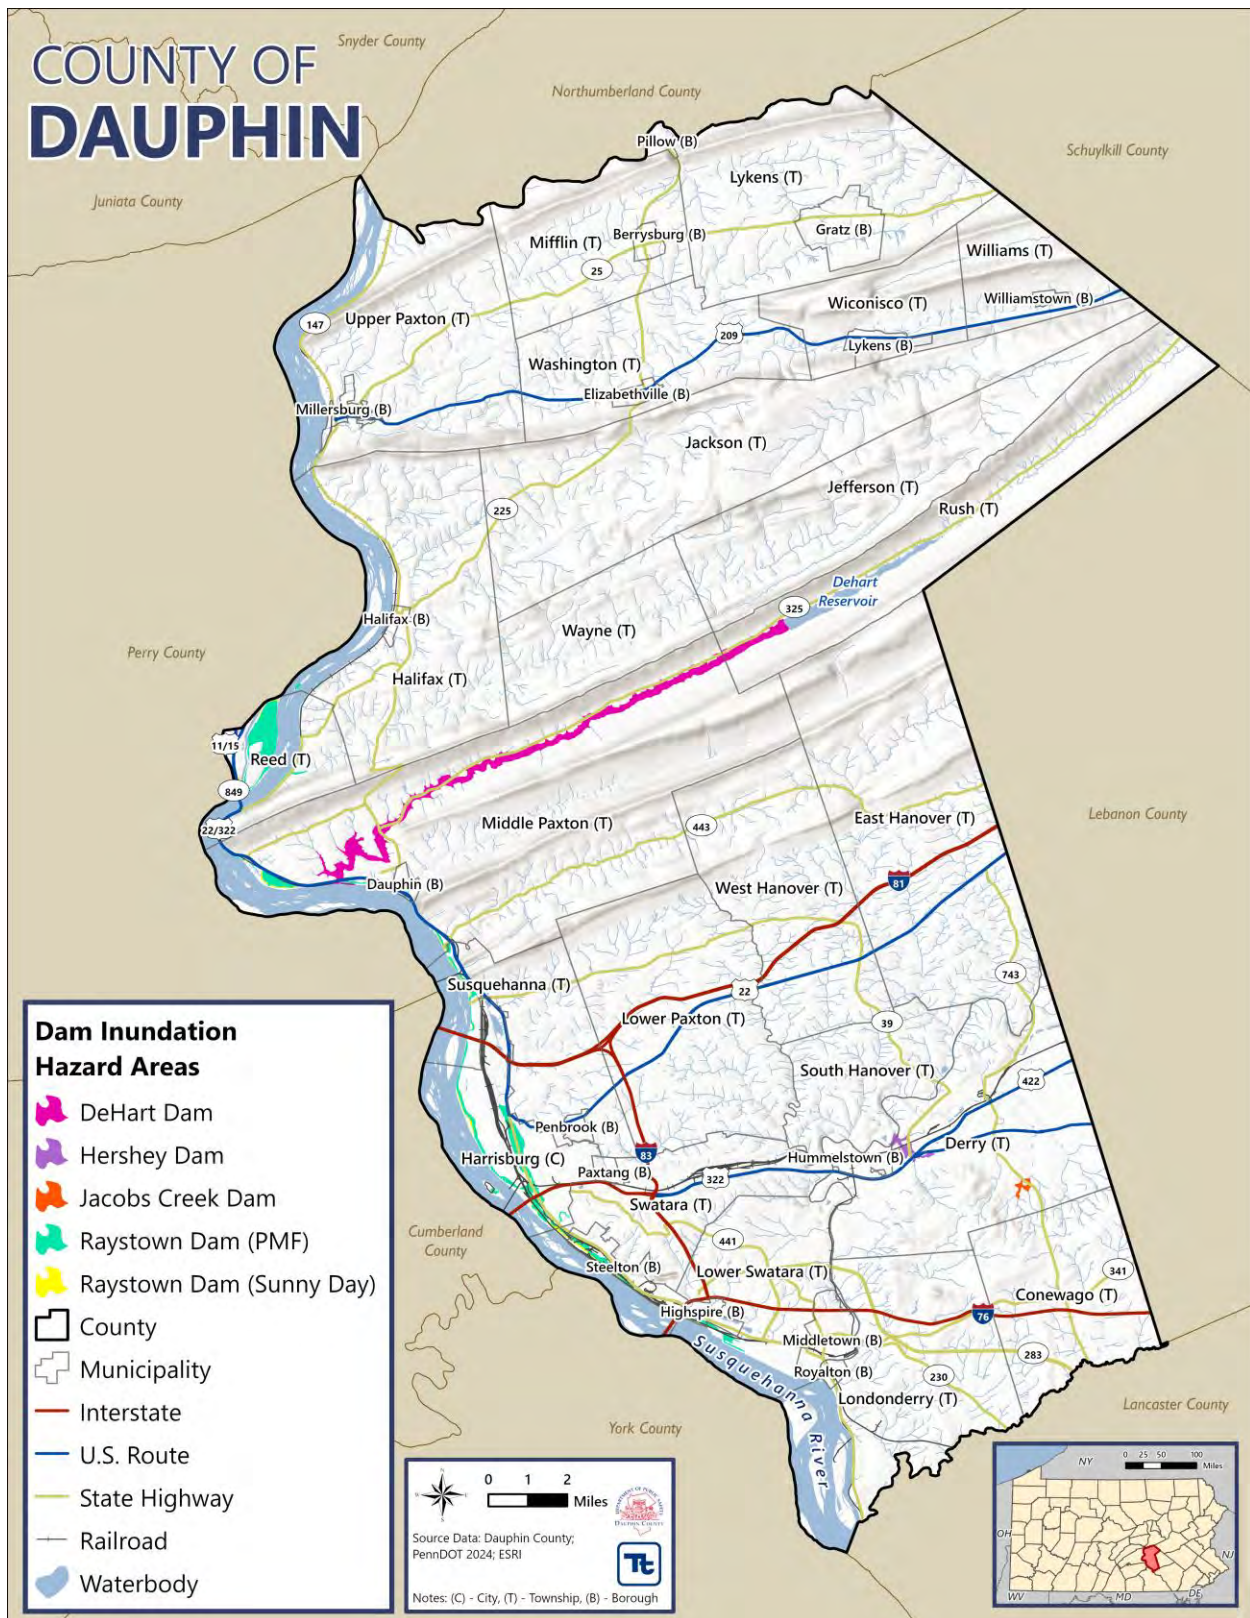 COUNTY OF
DAUPHIN
Snyder County
Northumberland County
Schuylkill County
Juniata County
Perry County
Lebanon County
Cumberland
County
York County
Lancaster County
Pillow (B)
Lykens (T)
Mifflin (T)
Berrysburg (B)
Gratz (B)
Williams (T)
25
Wiconisco (T)
Williamstown (B)
147
Upper Paxton (T)
209
Lykens (B)
Washington (T)
Elizabethville (B)
Millersburg (B)
Jackson (T)
Jefferson (T)
Rush (T)
225
Dehart
Reservoir
325
Halifax (B)
Wayne (T)
Halifax (T)
11/15
Reed (T)
849
22/322
Middle Paxton (T)
443
East Hanover (T)
Dauphin (B)
West Hanover (T)
81
Susquehanna (T)
743
22
Lower Paxton (T)
39
South Hanover (T)
422
Penbrook (B)
Derry (T)
83
Harrisburg (C)
Hummelstown (B)
Paxtang (B)
322
Swatara (T)
441
Steelton (B)
Lower Swatara (T)
341
Conewago (T)
Highspire (B)
76
Middletown (B)
283
Royalton (B)
230
Londonderry (T)
Susquehanna River
Dam Inundation
Hazard Areas
DeHart Dam
Hershey Dam
Jacobs Creek Dam
Raystown Dam (PMF)
Raystown Dam (Sunny Day)
County
Municipality
Interstate
U.S. Route
State Highway
Railroad
Waterbody
N
W
E
S
0 1 2
Miles
DEPARTMENT OF PUBLIC SAFETY
DAUPHIN COUNTY
Source Data: Dauphin County;
PennDOT 2024; ESRI
Tt
Notes: (C) - City, (T) - Township, (B) - Borough
0 25 50 100
Miles
NY
OH
NJ
WV
MD
DE